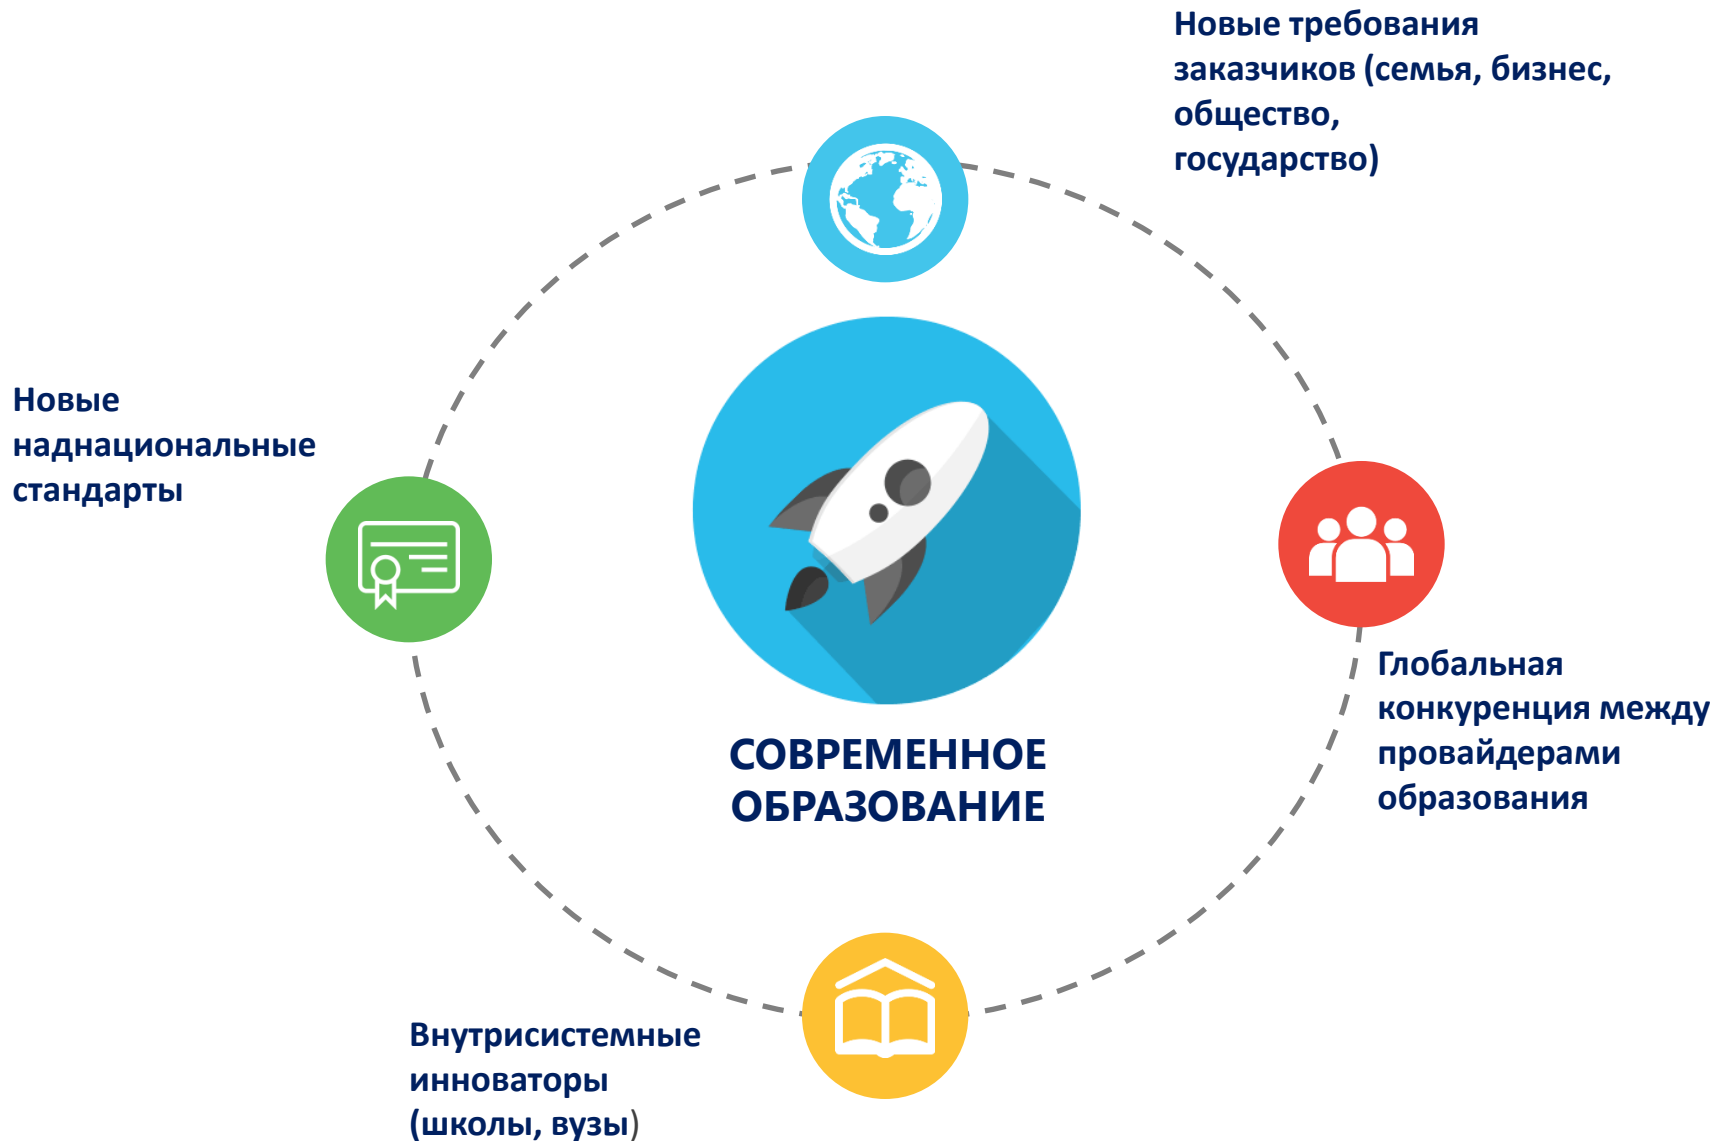 Новые требования
заказчиков (семья, бизнес,
общество,
государство)
Новые
наднациональные
стандарты
Глобальная
конкуренция между
провайдерами
образования
СОВРЕМЕННОЕ
ОБРАЗОВАНИЕ
Внутрисистемные
инноваторы
(школы, вузы)